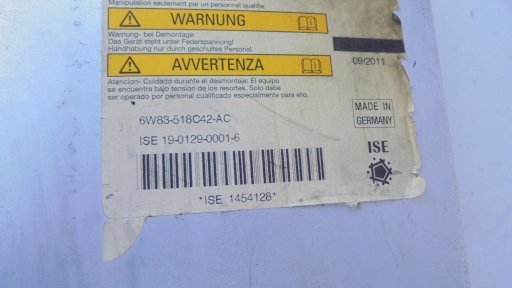 Manipulation seulement par un personnel qualifie.
WARNUNG
Warnung- bei Demontage:
Das Gerät steht unter Federspannung!
Handhabung nur durch geschultes Personal.
AVVERTENZA
09/2011
Atencion- Cuidado durante el desmontaje: El equipo
se encuentra bajo tension de los resortes. Solo debe
ser operado por personal cualificado especialmente para ello.
6W83-518C42-AC
MADE IN
GERMANY
ISE 19-0129-0001-6
ISE
*ISE 1454128*